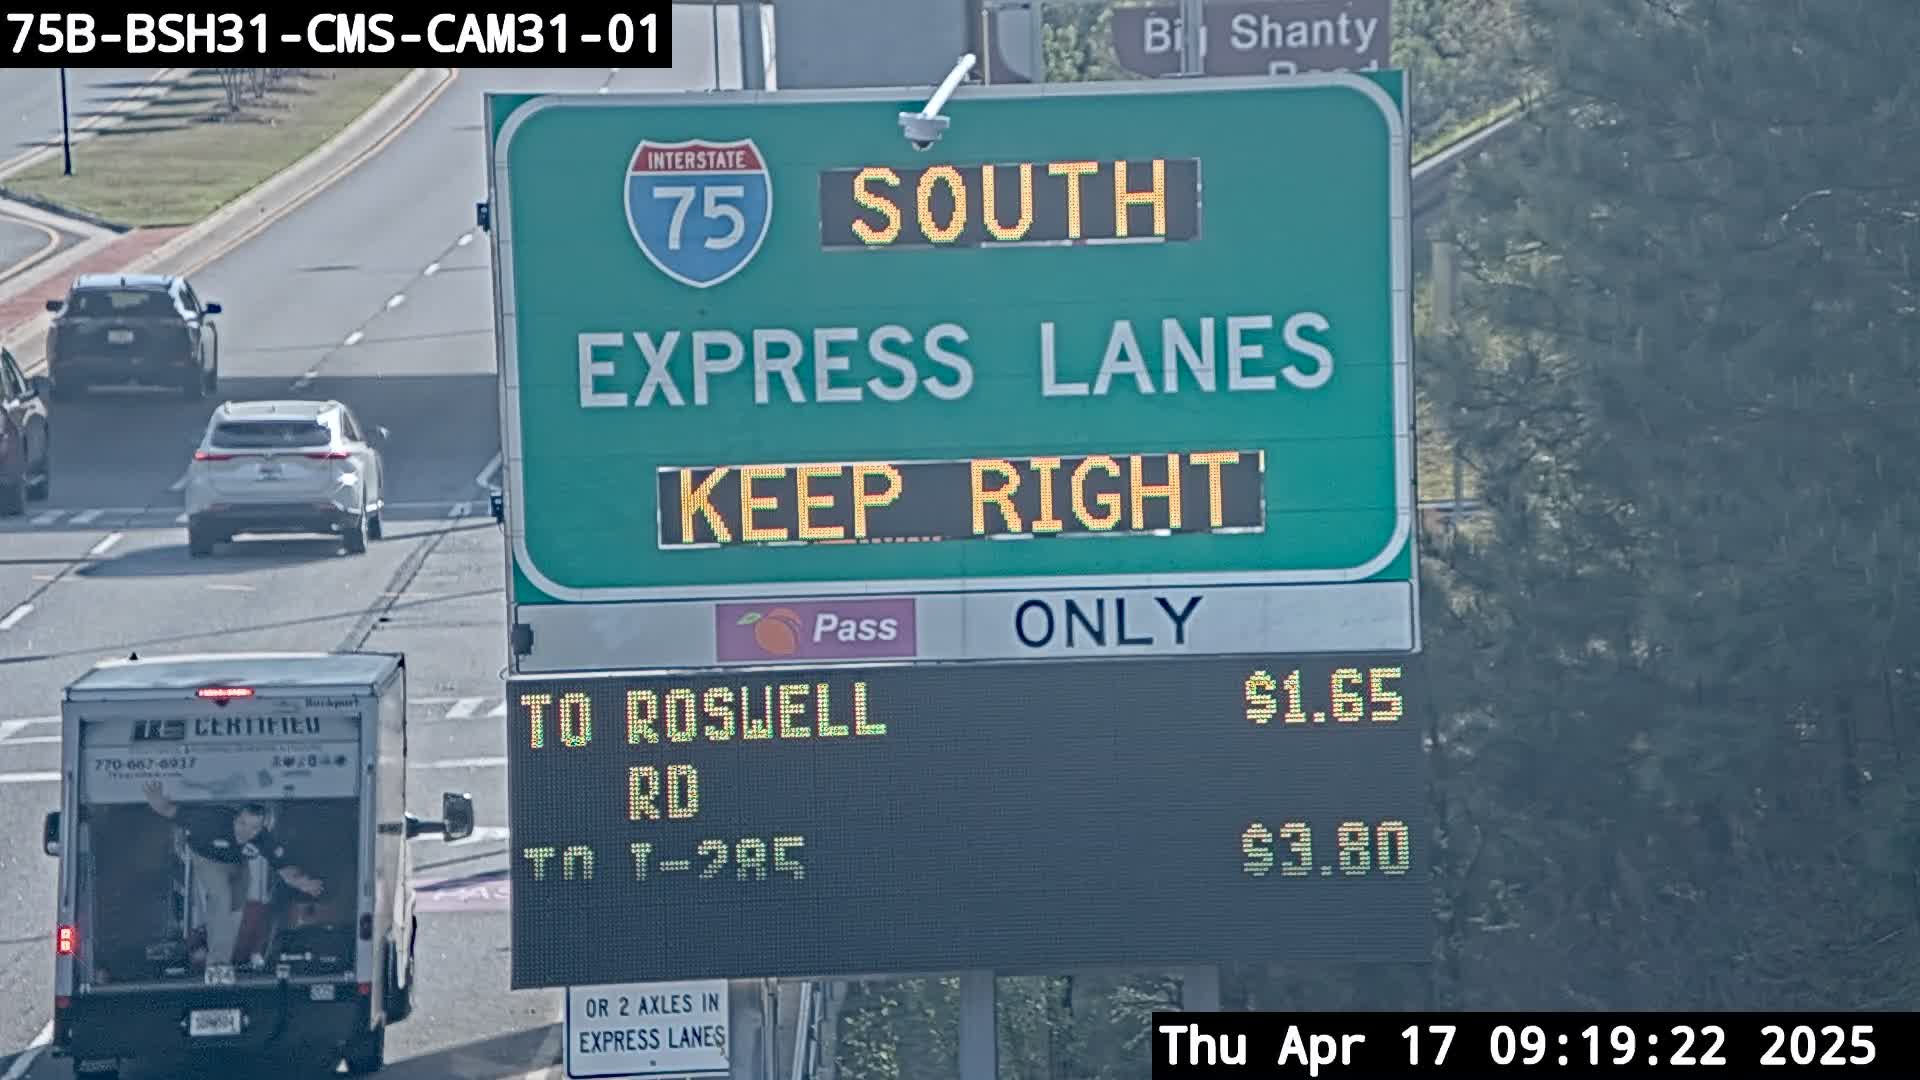 75B-BSH31-CMS-CAM31-01
Big Shanty
Road
INTERSTATE
75
SOUTH
EXPRESS LANES
KEEP RIGHT
Pass ONLY
TO ROSWELL $1.65
RD
TO I-285 $3.80
CERTIFIED
770-667-6937
Rockport
OR 2 AXLES IN
EXPRESS LANES
Thu Apr 17 09:19:22 2025